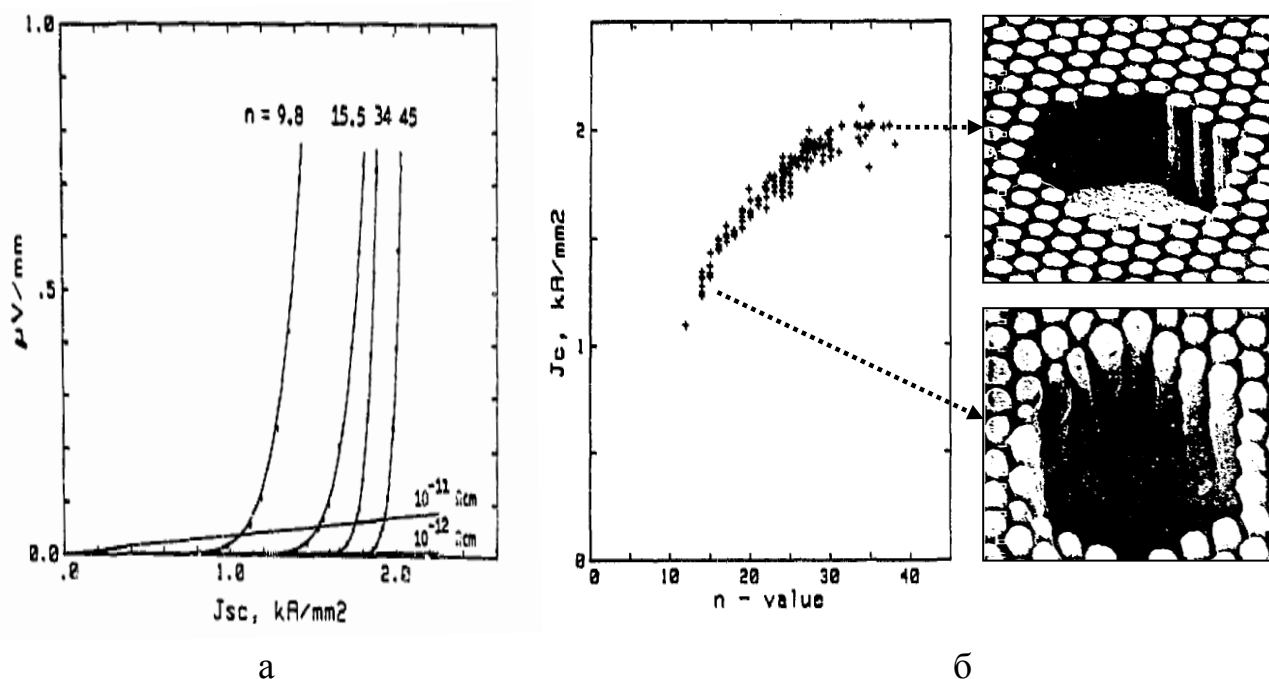 1.0
.5
0.0
μV/mm
n = 9.8 15.5 34 45
10⁻¹¹ Ωcm
10⁻¹² Ωcm
.0 1.0 2.0
Jsc, kA/mm2
а
2
1
0
Jc, kA/mm2
0 10 20 30 40
n - value
б